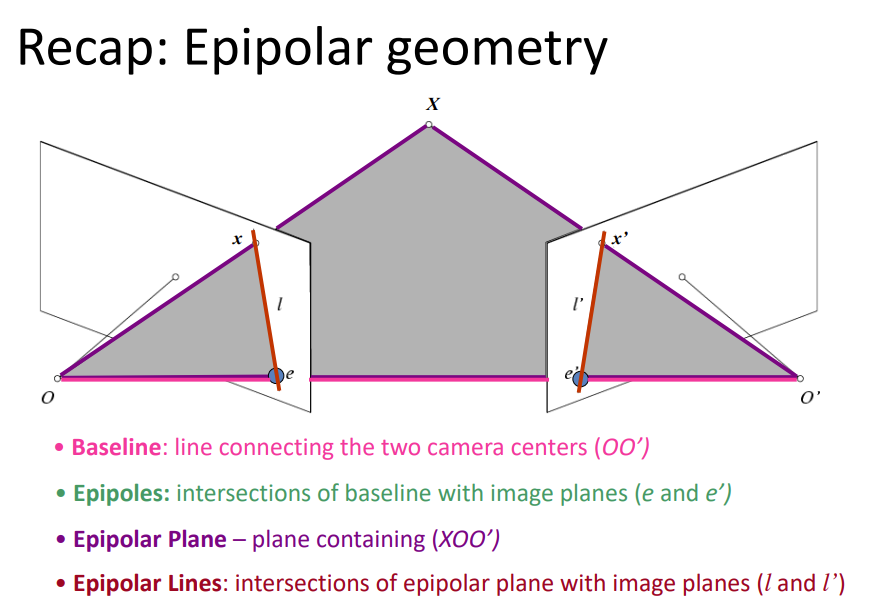 Recap: Epipolar geometry
X
x
x’
l
l’
e
e’
O
O’
• Baseline: line connecting the two camera centers (OO’)
• Epipoles: intersections of baseline with image planes (e and e’)
• Epipolar Plane – plane containing (XOO’)
• Epipolar Lines: intersections of epipolar plane with image planes (l and l’)